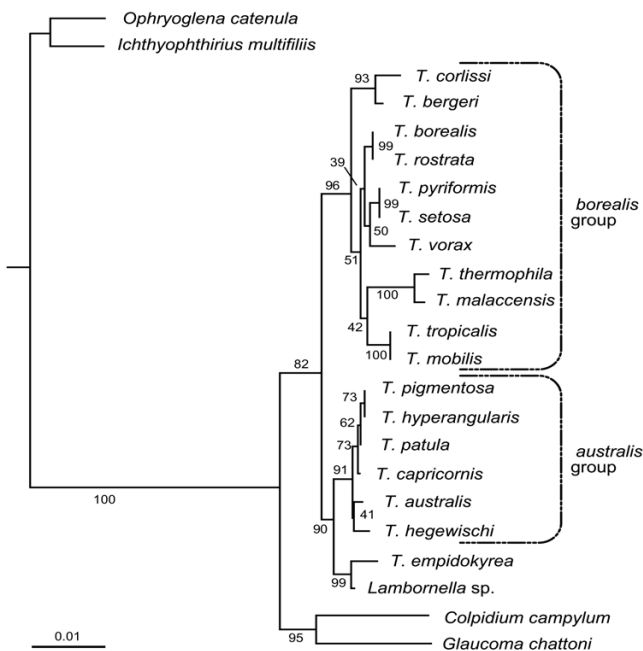 Ophryoglena catenula
Ichthyophthirius multifiliis
93
T. corlissi
T. bergeri
T. borealis
99
T. rostrata
39
96
T. pyriformis
99
T. setosa
50
T. vorax
51
borealis
group
T. thermophila
100
T. malaccensis
42
T. tropicalis
100
T. mobilis
82
T. pigmentosa
73
T. hyperangularis
62
T. patula
73
T. capricornis
91
australis
group
T. australis
41
T. hegewischi
100
90
T. empidokyrea
99
Lambornella sp.
Colpidium campylum
95
Glaucoma chattoni
0.01